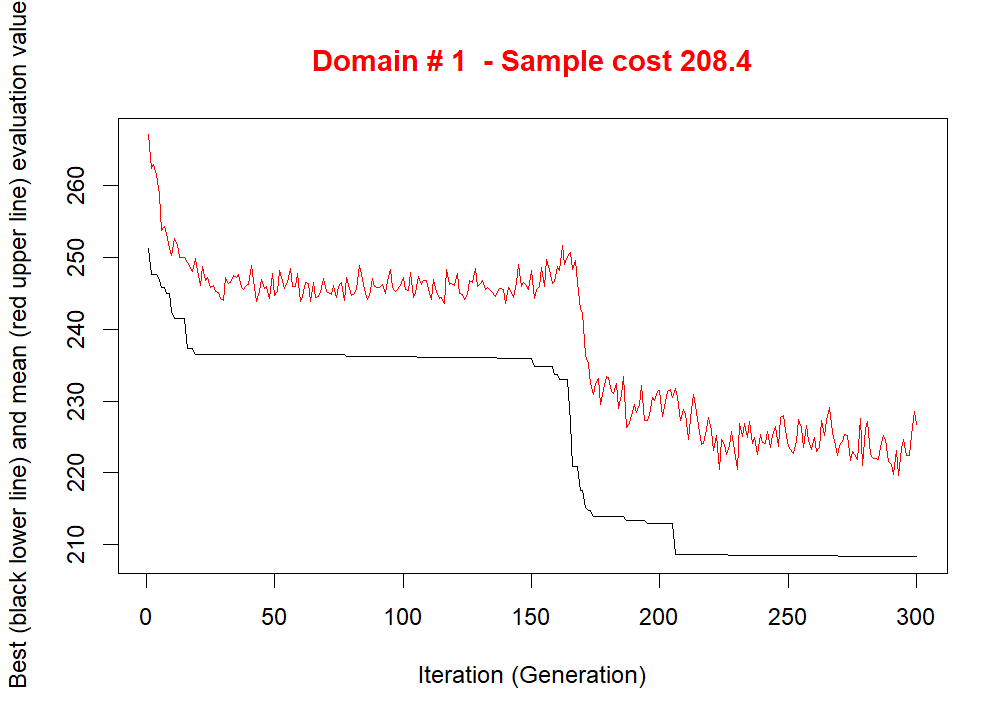 Domain # 1  - Sample cost 208.4
Best (black lower line) and mean (red upper line) evaluation value
260
250
240
230
220
210
0 50 100 150 200 250 300
Iteration (Generation)